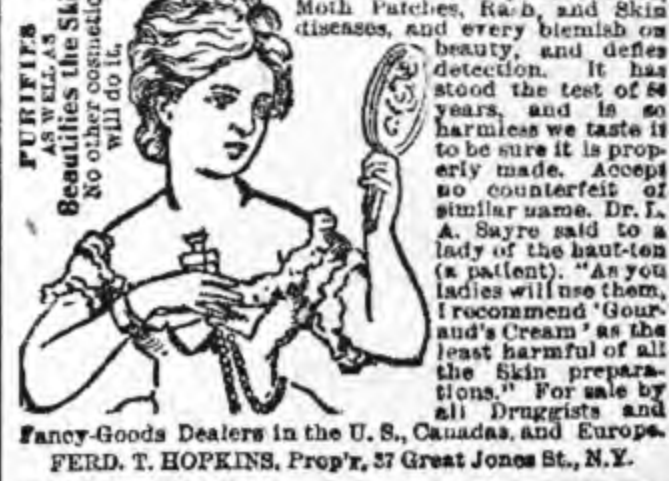 PURIFIES
AS WELL AS
Beautifies the Skin
No other cosmetic
will do it.
Moth Patches, Rash, and Skin
diseases, and every blemish on
beauty, and defies
detection. It has
stood the test of
years, and is so
harmless we taste it
to be sure it is prop-
erly made. Accept
no counterfeit of
similar name. Dr. L.
A. Sayre said to a
lady of the haut-ton
(a patient). "As you
ladies will use them,
I recommend 'Gour-
aud's Cream' as the
least harmful of all
the Skin prepara-
tions." For sale by
all Druggists and
Fancy-Goods Dealers in the U. S., Canadas, and Europe.
FERD. T. HOPKINS, Prop'r, 37 Great Jones St., N.Y.